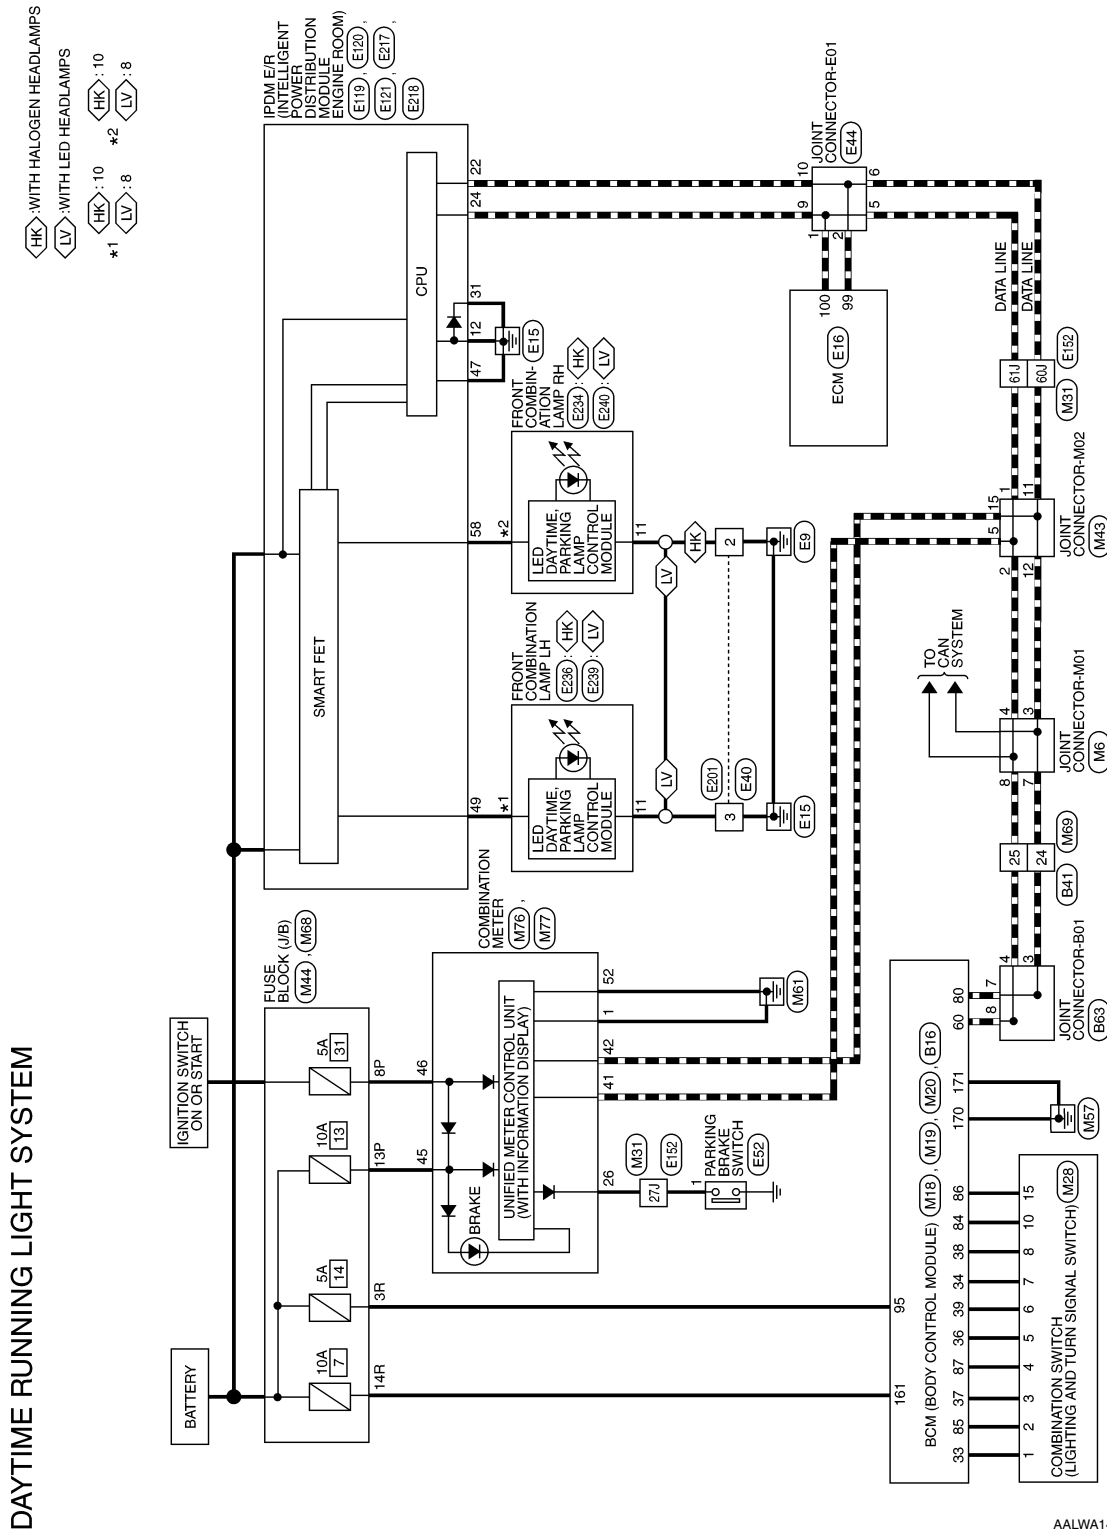 DAYTIME RUNNING LIGHT SYSTEM
HK :WITH HALOGEN HEADLAMPS
LV :WITH LED HEADLAMPS
*1 HK : 10
LV : 8
*2 HK : 10
LV : 8
BATTERY
IGNITION SWITCH
ON OR START
FUSE
BLOCK (J/B)
M44 , M68
10A
7
5A
14
10A
13
5A
31
14R
3R
13P
8P
IPDM E/R
(INTELLIGENT
POWER
DISTRIBUTION
MODULE
ENGINE ROOM)
E119 , E120 ,
E121 , E217 ,
E218
SMART FET
CPU
49
58
47
12
31
24
22
E15
COMBINATION
METER
M76 ,
M77
45
46
BRAKE
UNIFIED METER CONTROL UNIT
(WITH INFORMATION DISPLAY)
26
41
42
1
52
M61
27J
M31
E152
1
PARKING
BRAKE
SWITCH
E52
FRONT
COMBINATION
LAMP LH
E236 : HK
E239 : LV
*1
LED
DAYTIME,
PARKING
LAMP
CONTROL
MODULE
11
FRONT
COMBIN-
ATION
LAMP RH
E234 : HK
E240 : LV
*2
LED
DAYTIME,
PARKING
LAMP
CONTROL
MODULE
11
LV
LV
HK
3
E201
E40
2
E15
E9
JOINT
CONNECTOR-E01
E44
9
10
1
2
5
6
100
99
ECM E16
DATA LINE
DATA LINE
61J
60J
M31
E152
5
15
1
11
2
12
JOINT
CONNECTOR-M02
M43
TO
CAN
SYSTEM
4
3
8
7
JOINT
CONNECTOR-M01
M6
25
24
B41
M69
4
3
8
7
JOINT
CONNECTOR-B01
B63
161
95
BCM (BODY CONTROL MODULE) M18 , M19 , M20 , B16
33
85
37
87
36
39
34
38
84
86
170
171
60
80
M57
1
2
3
4
5
6
7
8
10
15
COMBINATION SWITCH
(LIGHTING AND TURN SIGNAL SWITCH) M28